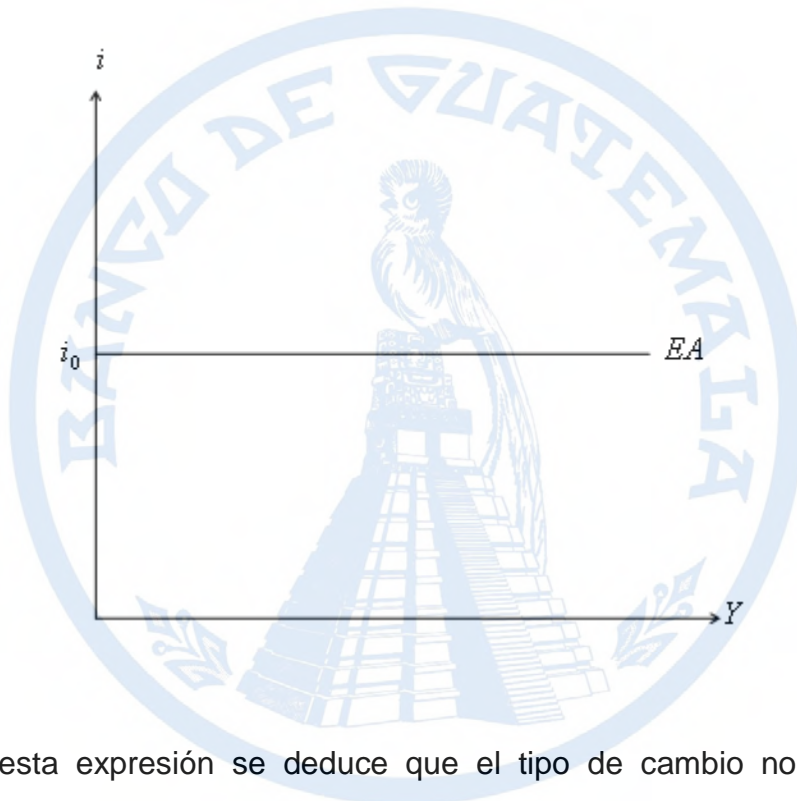 i
BANCO DE GUATEMALA
i₀
EA
Y
esta expresión se deduce que el tipo de cambio no